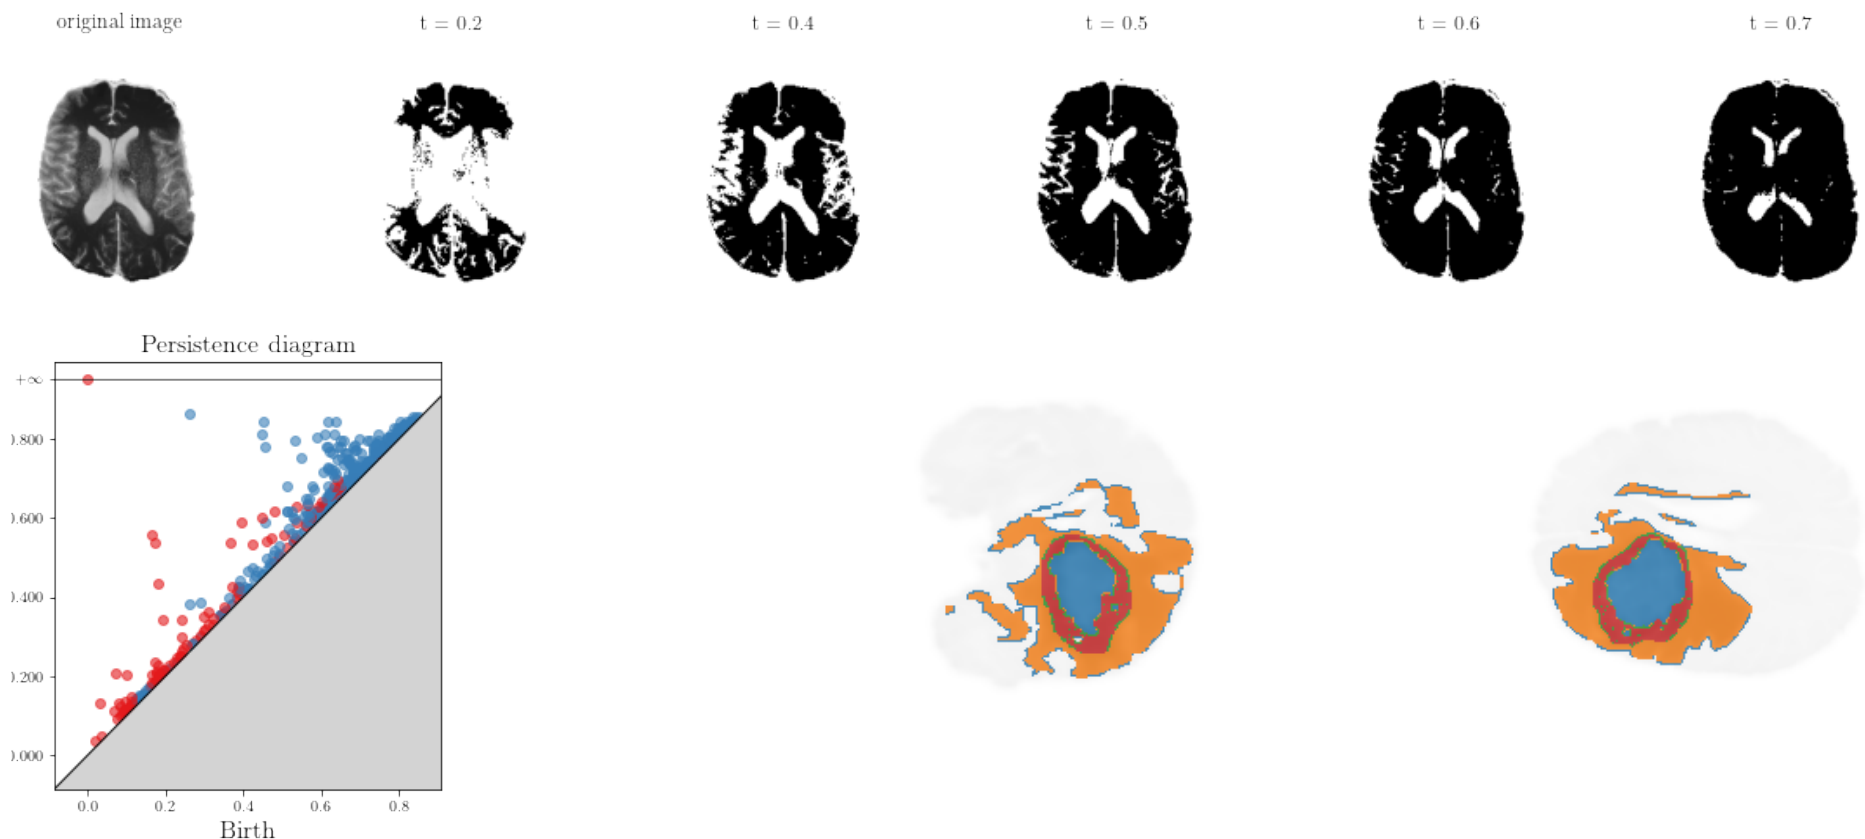 original image
t = 0.2
t = 0.4
t = 0.5
t = 0.6
t = 0.7
Persistence diagram
+∞
).800
).600
).400
).200
).000
0.0
0.2
0.4
0.6
0.8
Birth